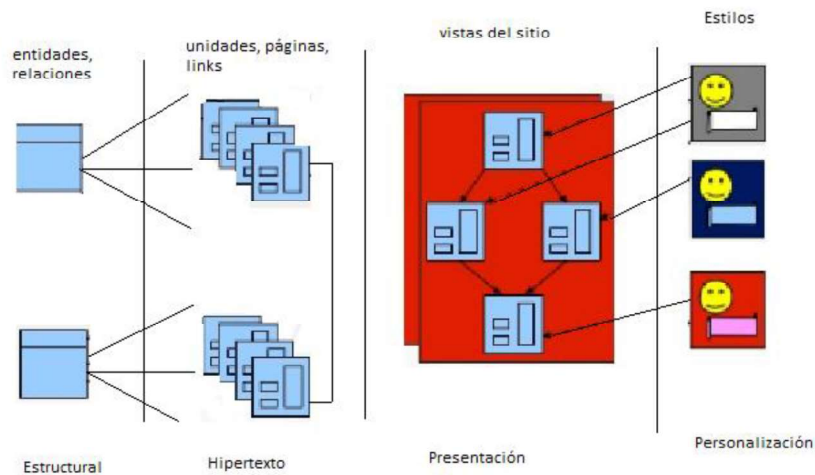 entidades,
relaciones
unidades, páginas,
links
vistas del sitio
Estilos
Estructural
Hipertexto
Presentación
Personalización